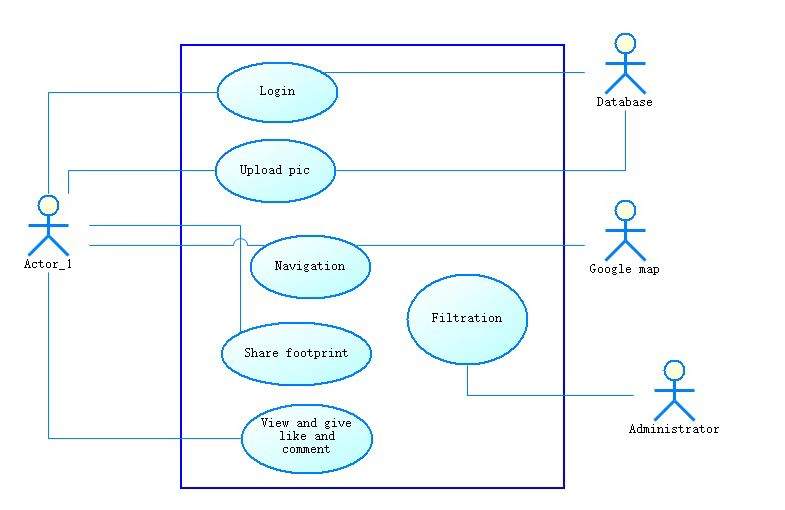 Login
Database
Upload pic
Actor_1
Navigation
Google map
Filtration
Share footprint
View and give
like and
comment
Administrator